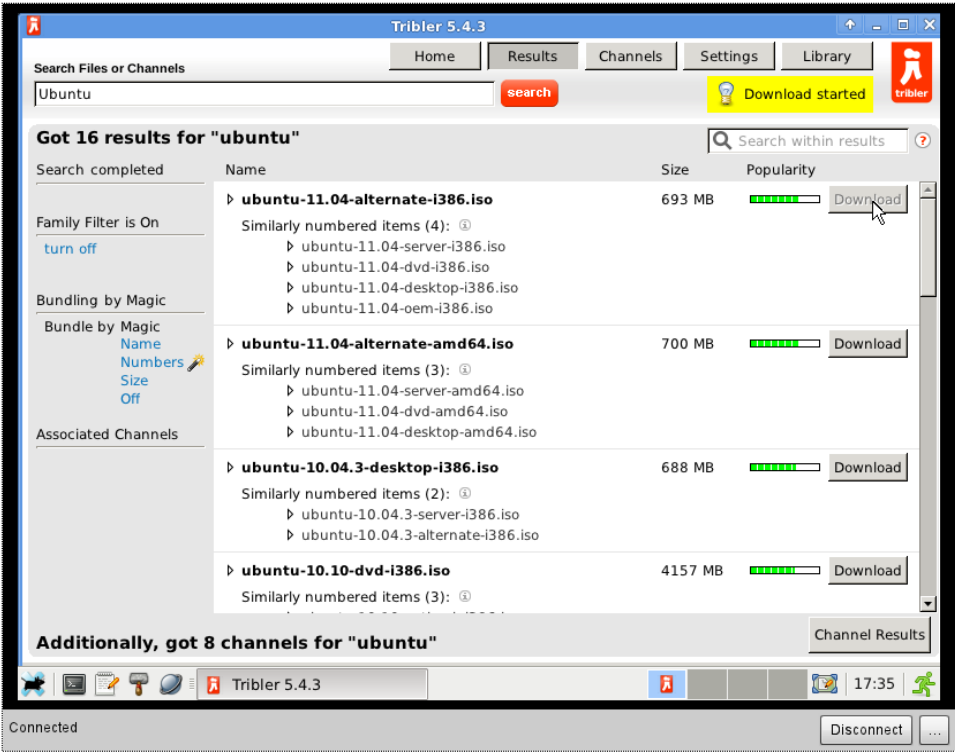 Tribler 5.4.3
Home Results Channels Settings Library
Search Files or Channels
Ubuntu search
Download started
tribler
Got 16 results for "ubuntu"
Search within results ?
Search completed
Name Size Popularity
Family Filter is On
turn off
Bundling by Magic
Bundle by Magic
Name
Numbers
Size
Off
Associated Channels
ubuntu-11.04-alternate-i386.iso 693 MB Download
Similarly numbered items (4):
ubuntu-11.04-server-i386.iso
ubuntu-11.04-dvd-i386.iso
ubuntu-11.04-desktop-i386.iso
ubuntu-11.04-oem-i386.iso
ubuntu-11.04-alternate-amd64.iso 700 MB Download
Similarly numbered items (3):
ubuntu-11.04-server-amd64.iso
ubuntu-11.04-dvd-amd64.iso
ubuntu-11.04-desktop-amd64.iso
ubuntu-10.04.3-desktop-i386.iso 688 MB Download
Similarly numbered items (2):
ubuntu-10.04.3-server-i386.iso
ubuntu-10.04.3-alternate-i386.iso
ubuntu-10.10-dvd-i386.iso 4157 MB Download
Similarly numbered items (3):
Additionally, got 8 channels for "ubuntu"
Channel Results
Tribler 5.4.3 17:35
Connected Disconnect ...